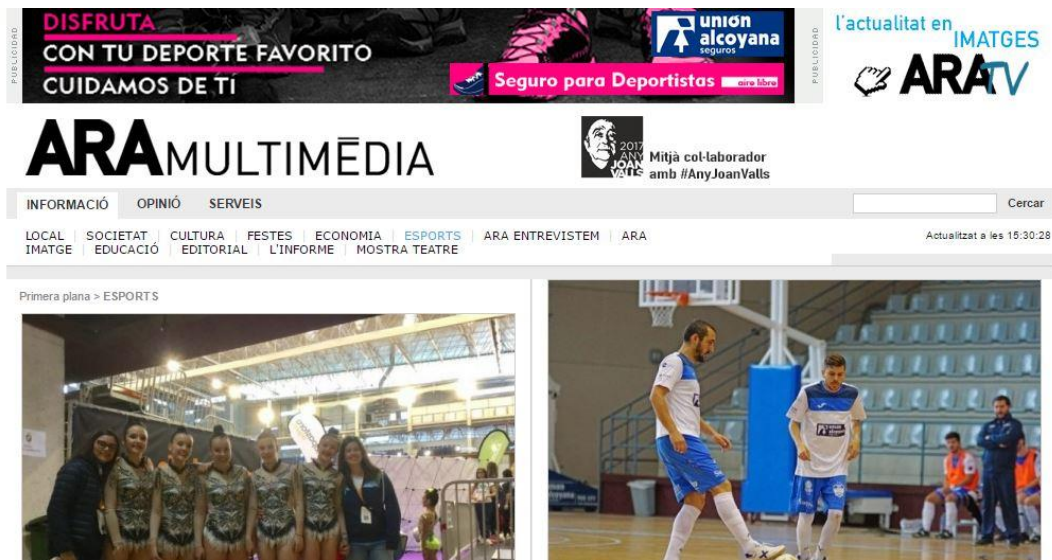 PUBLICIDAD
DISFRUTA
CON TU DEPORTE FAVORITO
CUIDAMOS DE TÍ
unión
alcoyana
seguros
Seguro para Deportistas aire libre
PUBLICIDAD
l'actualitat en
IMATGES
ARATV
ARAMULTIMĒDIA
2017
ANY
JOAN
VALLS
Mitjà col·laborador
amb #AnyJoanValls
INFORMACIÓ OPINIÓ SERVEIS
Cercar
LOCAL SOCIETAT CULTURA FESTES ECONOMIA ESPORTS ARA ENTREVISTEM ARA
IMATGE EDUCACIÓ EDITORIAL L'INFORME MOSTRA TEATRE
Actualitzat a les 15:30:28
Primera plana > ESPORTS